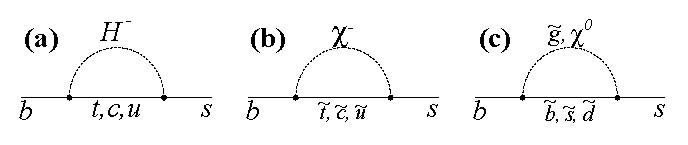 (a) H⁻ (b) χ⁻ (c) g̃, χ⁰
b t,c,u s b t̃, c̃, ũ s b b̃, s̃, d̃ s